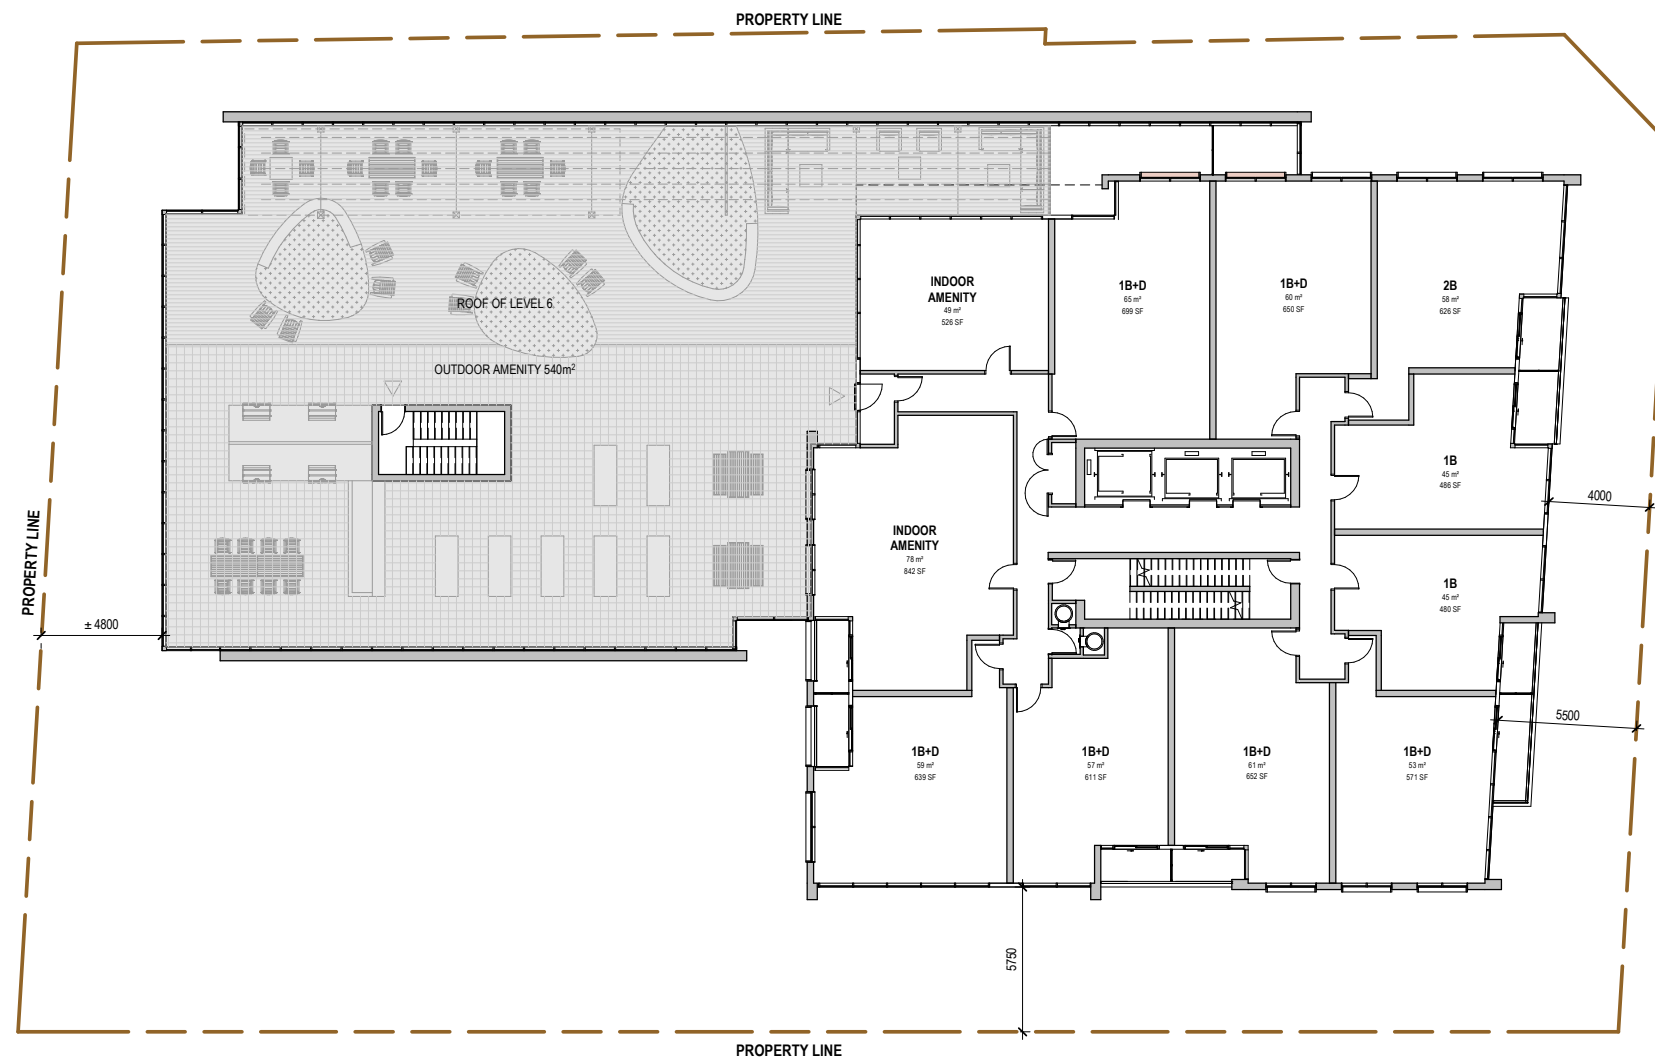 PROPERTY LINE
INDOOR
AMENITY
49 m²
526 SF
1B+D
65 m²
699 SF
1B+D
60 m²
650 SF
2B
58 m²
626 SF
ROOF OF LEVEL 6
OUTDOOR AMENITY 540m²
1B
45 m²
486 SF
4000
INDOOR
AMENITY
78 m²
842 SF
PROPERTY LINE
1B
45 m²
480 SF
± 4800
5500
1B+D
59 m²
639 SF
1B+D
57 m²
611 SF
1B+D
61 m²
652 SF
1B+D
53 m²
571 SF
5750
PROPERTY LINE